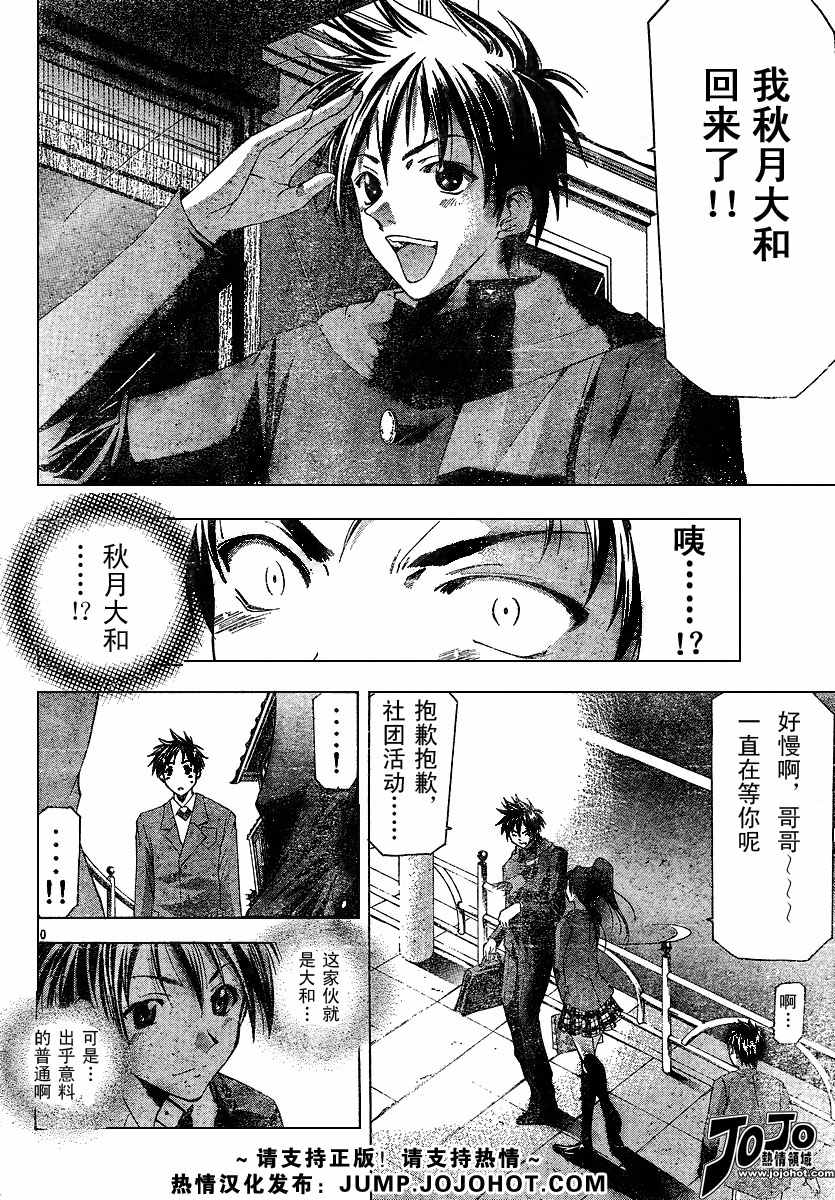 我秋月大和
回来了!!
咦……!?
秋月大和
……!?
好慢啊，哥哥～～～
一直在等你呢
抱歉抱歉，
社团活动……
啊…
‥‥!
‥‥!!
0
这家伙就
是大和…
可是…
出乎意料
的普通啊
JOJO
熱情領域
www.jojohot.com
~ 请支持正版！请支持热情 ~
热情汉化发布：JUMP.JOJOHOT.COM